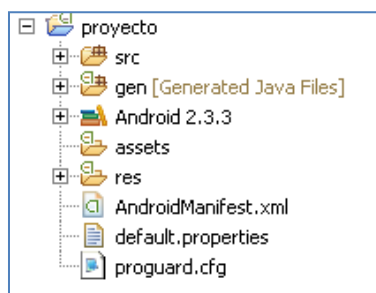 proyecto
src
gen [Generated Java Files]
Android 2.3.3
assets
res
AndroidManifest.xml
default.properties
proguard.cfg